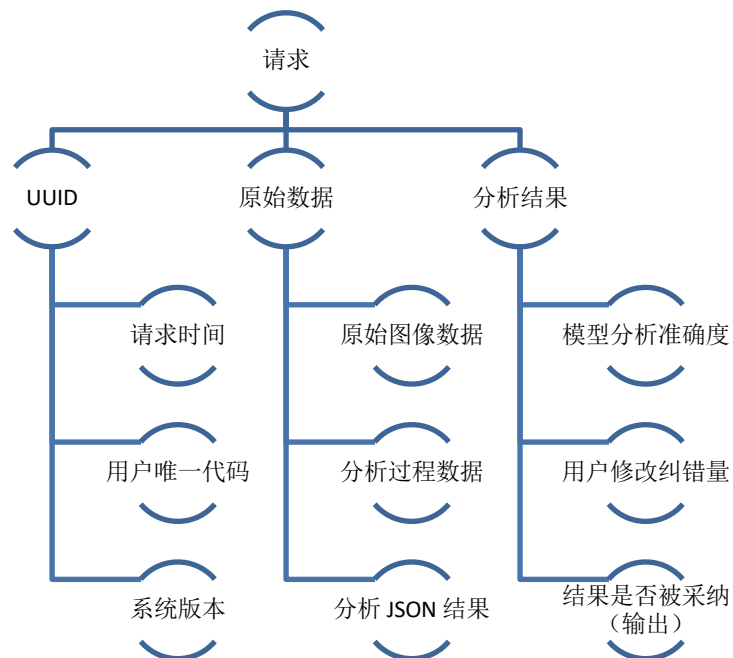 请求
UUID
原始数据
分析结果
请求时间
原始图像数据
模型分析准确度
用户唯一代码
分析过程数据
用户修改纠错量
系统版本
分析 JSON 结果
结果是否被采纳
（输出）